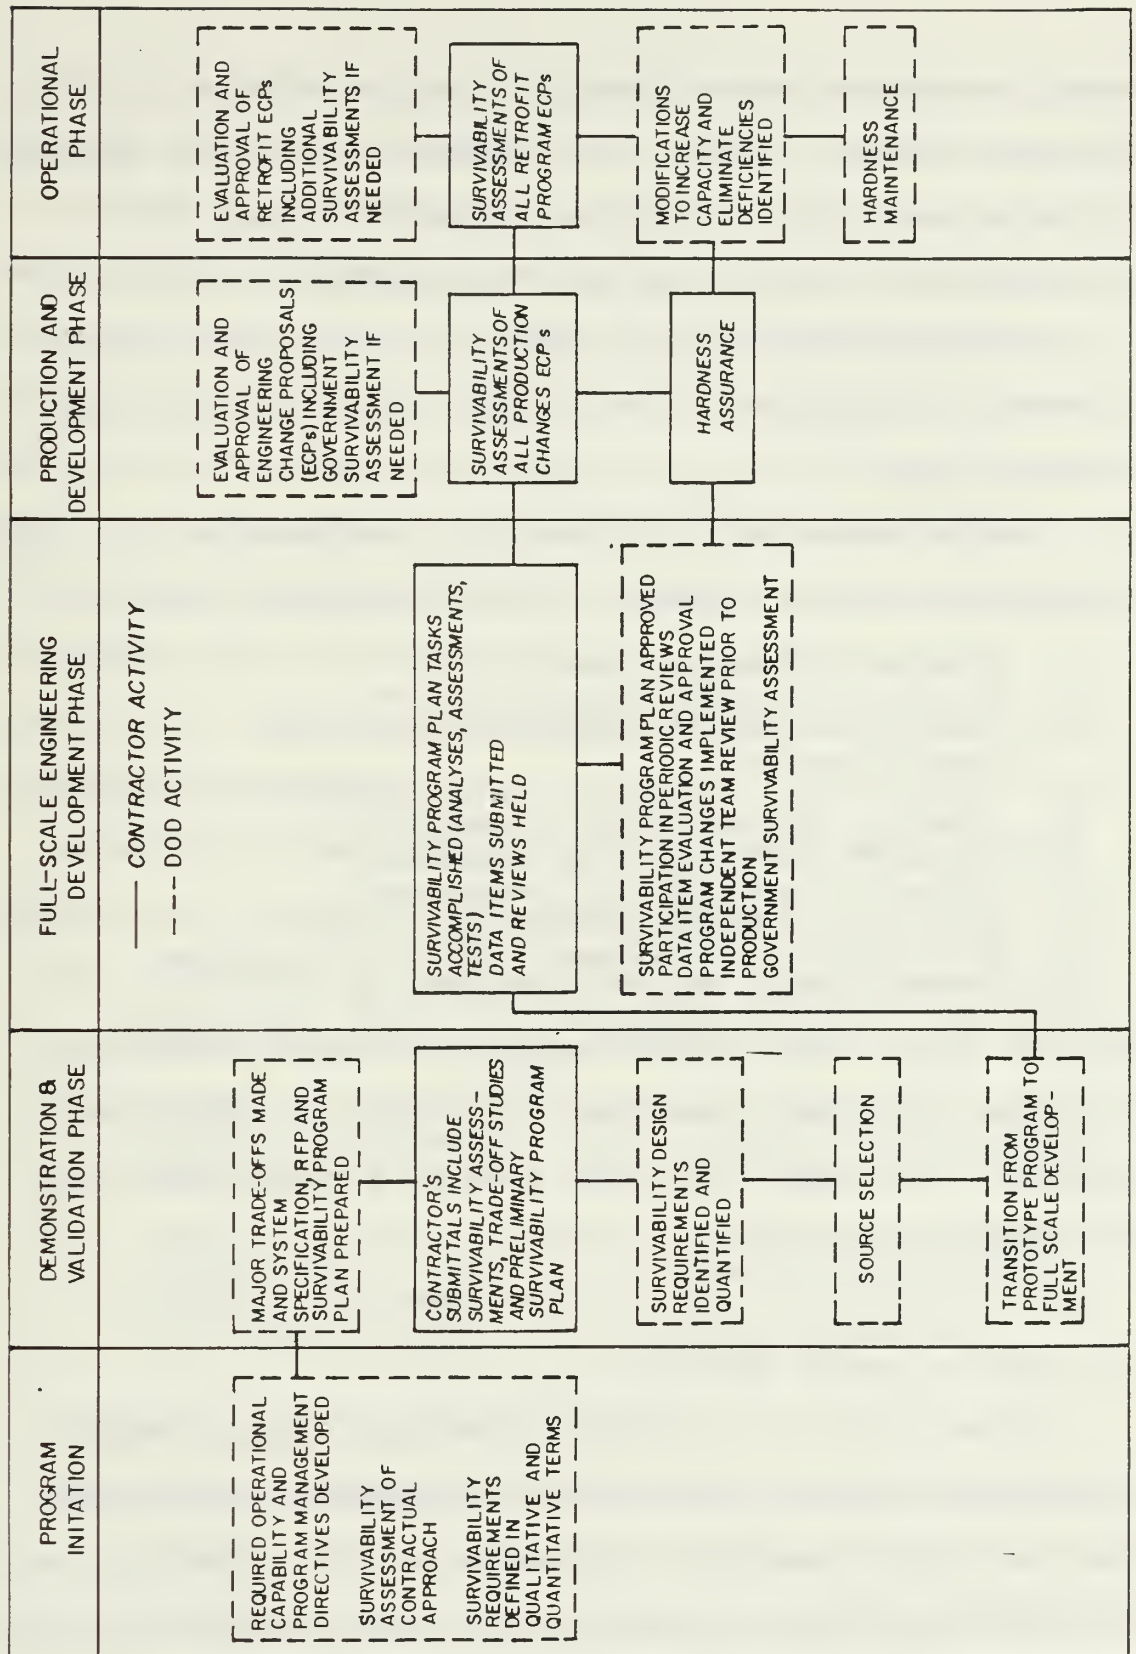 PROGRAM
INITATION
REQUIRED OPERATIONAL
CAPABILITY AND
PROGRAM MANAGEMENT
DIRECTIVES DEVELOPED
SURVIVABILITY
ASSESSMENT OF
CONTRACTUAL
APPROACH
SURVIVABILITY
REQUIREMENTS
DEFINED IN
QUALITATIVE AND
QUANTITATIVE TERMS
DEMONSTRATION &
VALIDATION PHASE
MAJOR TRADE-OFFS MADE
AND SYSTEM
SPECIFICATION, RFP AND
SURVIVABILITY PROGRAM
PLAN PREPARED
CONTRACTOR'S
SUBMITTALS INCLUDE
SURVIVABILITY ASSESS-
MENTS, TRADE-OFF STUDIES
AND PRELIMINARY
SURVIVABILITY PROGRAM
PLAN
SURVIVABILITY DESIGN
REQUIREMENTS
IDENTIFIED AND
QUANTIFIED
SOURCE SELECTION
TRANSITION FROM
PROTOTYPE PROGRAM TO
FULL SCALE DEVELOP-
MENT
FULL-SCALE ENGINEERING
DEVELOPMENT PHASE
CONTRACTOR ACTIVITY
DOD ACTIVITY
SURVIVABILITY PROGRAM PLAN TASKS
ACCOMPLISHED (ANALYSES, ASSESSMENTS,
TESTS)
DATA ITEMS SUBMITTED
AND REVIEWS HELD
SURVIVABILITY PROGRAM PLAN APPROVED
PARTICIPATION IN PERIODIC REVIEWS
DATA ITEM EVALUATION AND APPROVAL
PROGRAM CHANGES IMPLEMENTED
INDEPENDENT TEAM REVIEW PRIOR TO
PRODUCTION
GOVERNMENT SURVIVABILITY ASSESSMENT
PRODUCTION AND
DEVELOPMENT PHASE
EVALUATION AND
APPROVAL OF
ENGINEERING
CHANGE PROPOSALS
(ECPs) INCLUDING
GOVERNMENT
SURVIVABILITY
ASSESSMENT IF
NEEDED
SURVIVABILITY
ASSESSMENTS OF
ALL PRODUCTION
CHANGES ECPs
HARDNESS
ASSURANCE
OPERATIONAL
PHASE
EVALUATION AND
APPROVAL OF
RETROFIT ECPs
INCLUDING
ADDITIONAL
SURVIVABILITY
ASSESSMENTS IF
NEEDED
SURVIVABILITY
ASSESSMENTS OF
ALL RETROFIT
PROGRAM ECPs
MODIFICATIONS
TO INCREASE
CAPACITY AND
ELIMINATE
DEFICIENCIES
IDENTIFIED
HARDNESS
MAINTENANCE